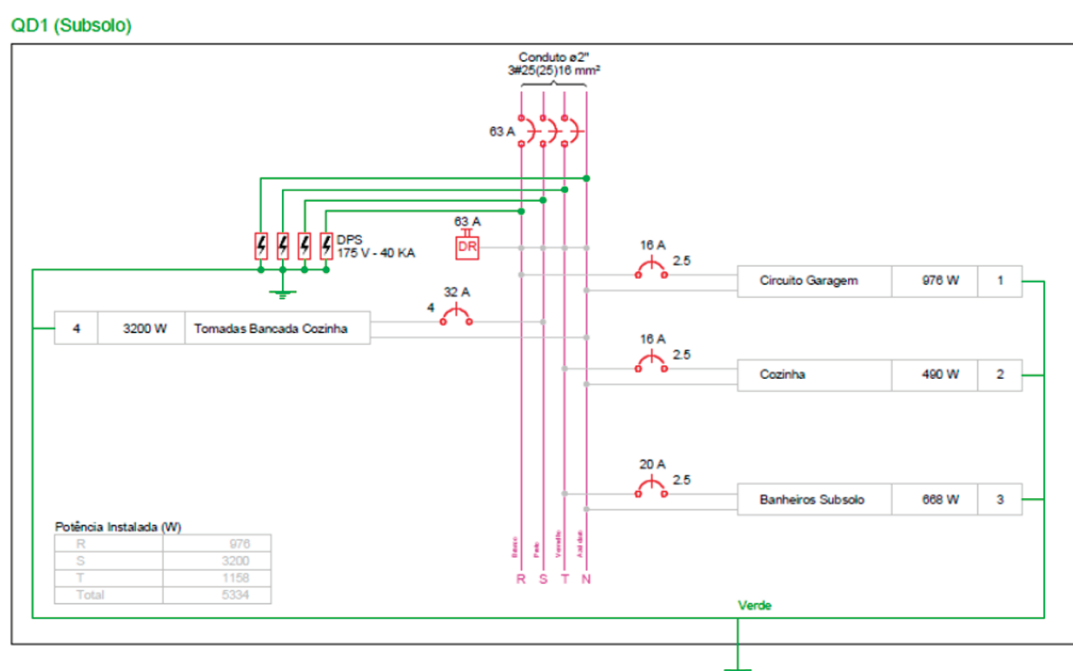 QD1 (Subsolo)
Conduto ø2"
3#25(25)16 mm²
63 A
DPS
175 V - 40 KA
63 A
DR
16 A
2.5
Circuito Garagem 976 W 1
32 A
4
4 3200 W Tomadas Bancada Cozinha
16 A
2.5
Cozinha 490 W 2
20 A
2.5
Banheiros Subsolo 668 W 3
Potência Instalada (W)
R 976
S 3200
T 1158
Total 5334
Vermelho
R S T N
Verde